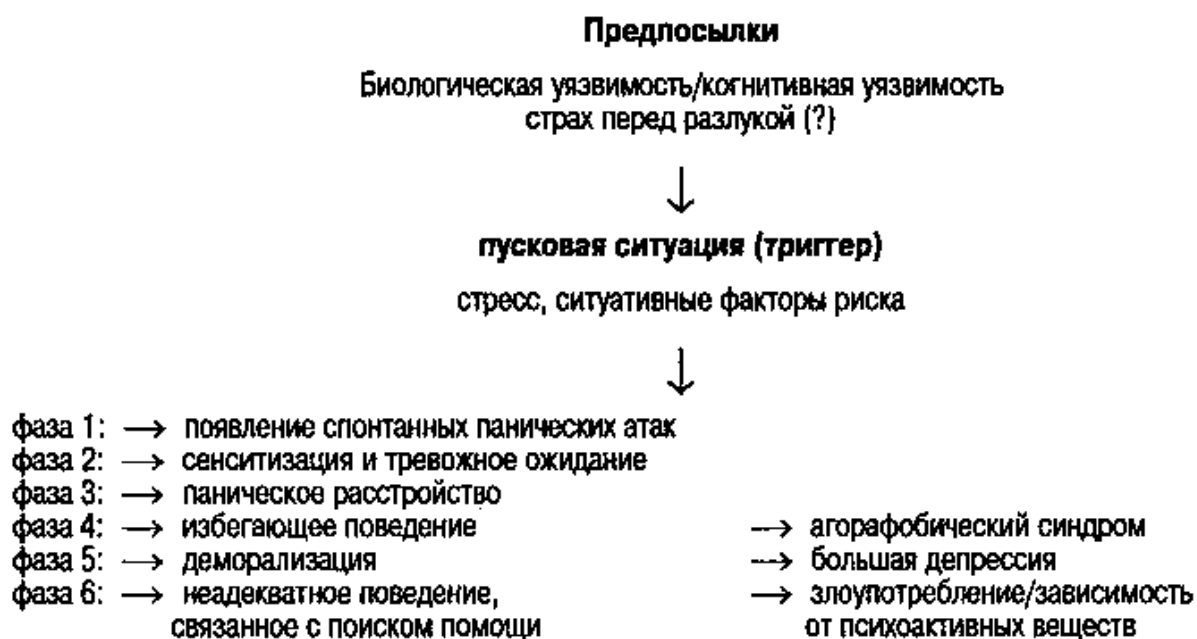 Предпосылки
Биологическая уязвимость/когнитивная уязвимость
страх перед разлукой (?)
↓
пусковая ситуация (триггер)
стресс, ситуативные факторы риска
↓
фаза 1: → появление спонтанных панических атак
фаза 2: → сенситизация и тревожное ожидание
фаза 3: → паническое расстройство
фаза 4: → избегающее поведение → агорафобический синдром
фаза 5: → деморализация → большая депрессия
фаза 6: → неадекватное поведение, → злоупотребление/зависимость
связанное с поиском помощи от психоактивных веществ